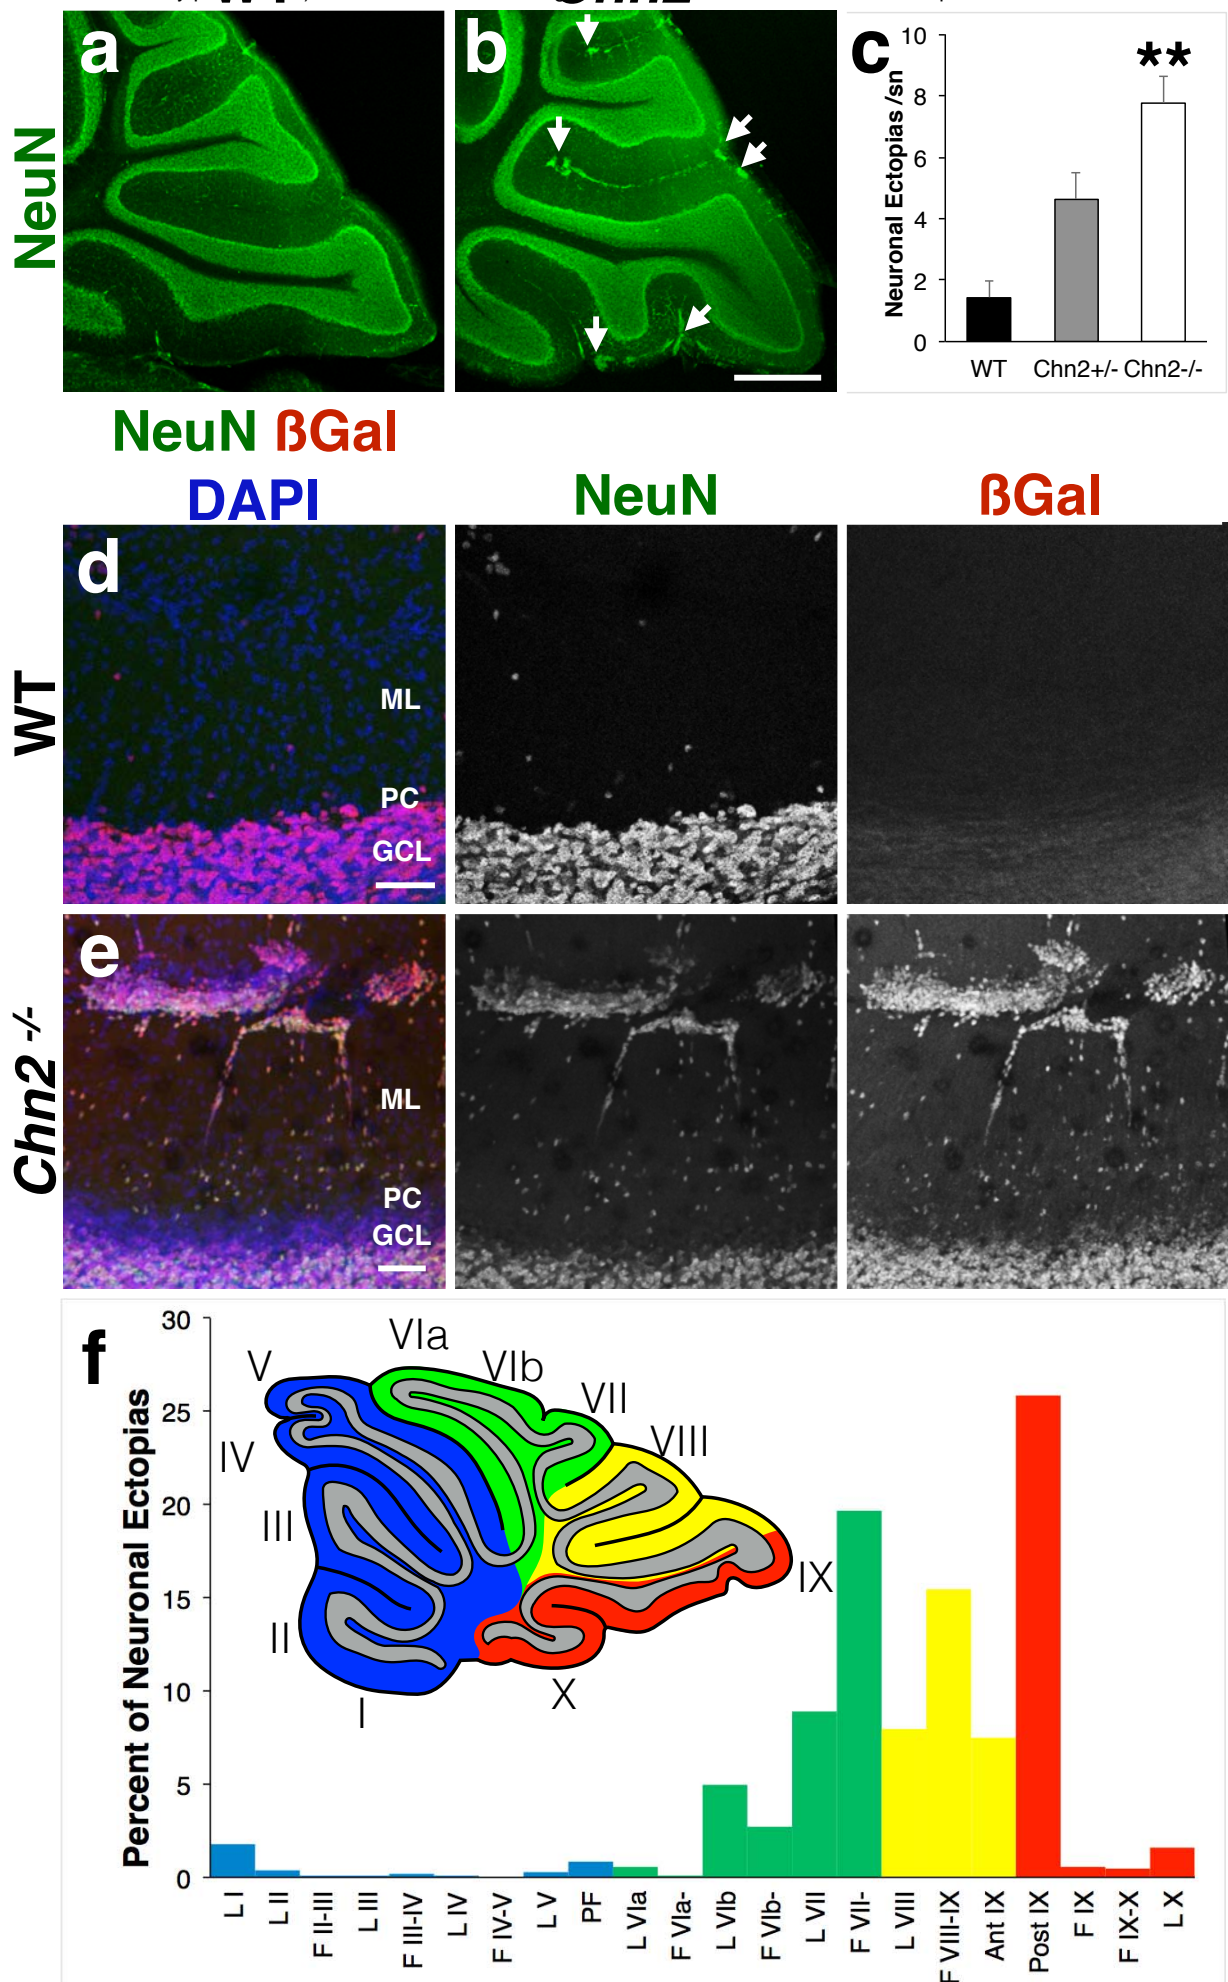 WT
Chn2
a
b
c
NeuN
10
8
6
4
2
0
Neuronal Ectopias /sn
**
WT Chn2+/- Chn2-/-
NeuN ßGal
DAPI
NeuN
ßGal
WT
d
ML
PC
GCL
Chn2 -/-
e
ML
PC
GCL
f
30
25
20
15
10
5
0
Percent of Neuronal Ectopias
VIa
VIb
V
VII
VIII
IV
III
IX
II
X
I
L I
L II
F II-III
L III
F III-IV
L IV
F IV-V
L V
PF
L VIa
F VIa-
L VIb
F VIb-
L VII
F VII-
L VIII
F VIII-IX
Ant IX
Post IX
F IX
F IX-X
L X